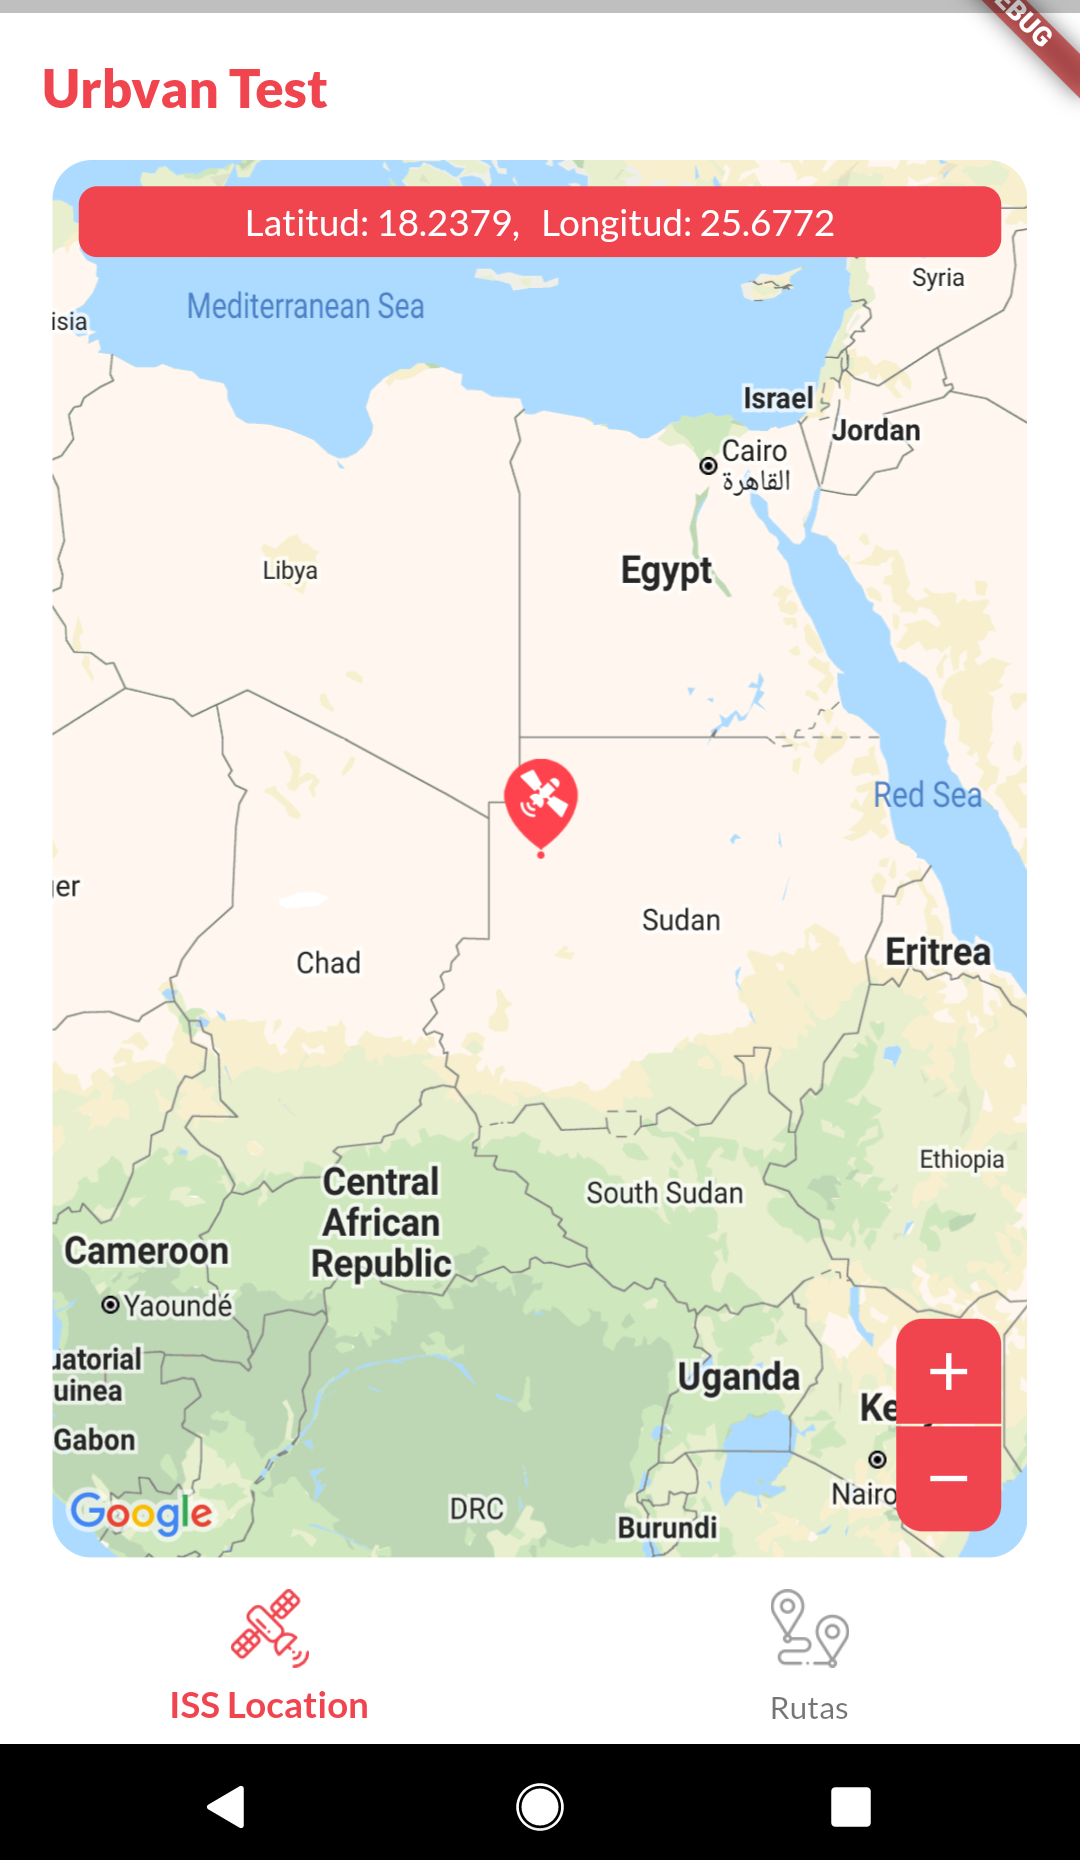 EBUG
Urbvan Test
Latitud: 18.2379, Longitud: 25.6772
Syria
Mediterranean Sea
isia
Israel
Jordan
Cairo
القاهرة
Libya
Egypt
Red Sea
er
Sudan
Chad
Eritrea
Ethiopia
Central
African
Republic
South Sudan
Cameroon
Yaoundé
uatorial
uinea
Uganda
Ke
Gabon
Nairo
Google
DRC
Burundi
ISS Location
Rutas